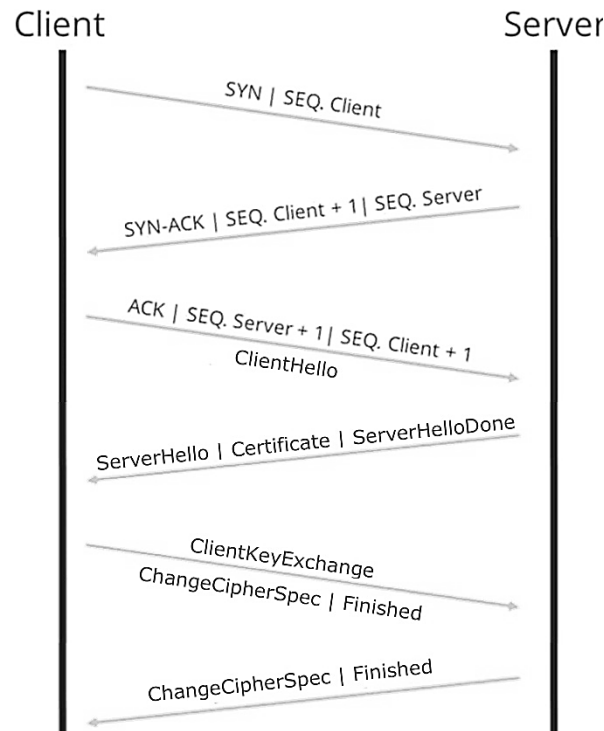 Client
Server
SYN | SEQ. Client
SYN-ACK | SEQ. Client + 1| SEQ. Server
ACK | SEQ. Server + 1| SEQ. Client + 1
ClientHello
ServerHello | Certificate | ServerHelloDone
ClientKeyExchange
ChangeCipherSpec | Finished
ChangeCipherSpec | Finished